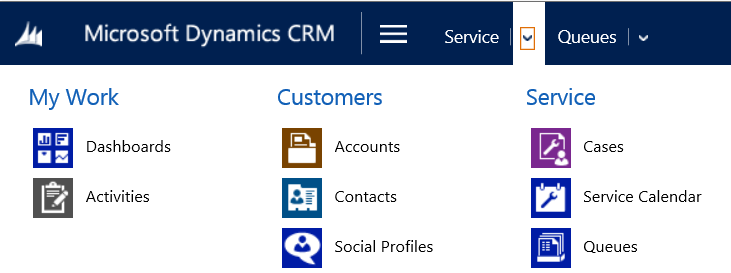 Microsoft Dynamics CRM Service Queues
My Work Customers Service
Dashboards Accounts Cases
Activities Contacts Service Calendar
Social Profiles Queues